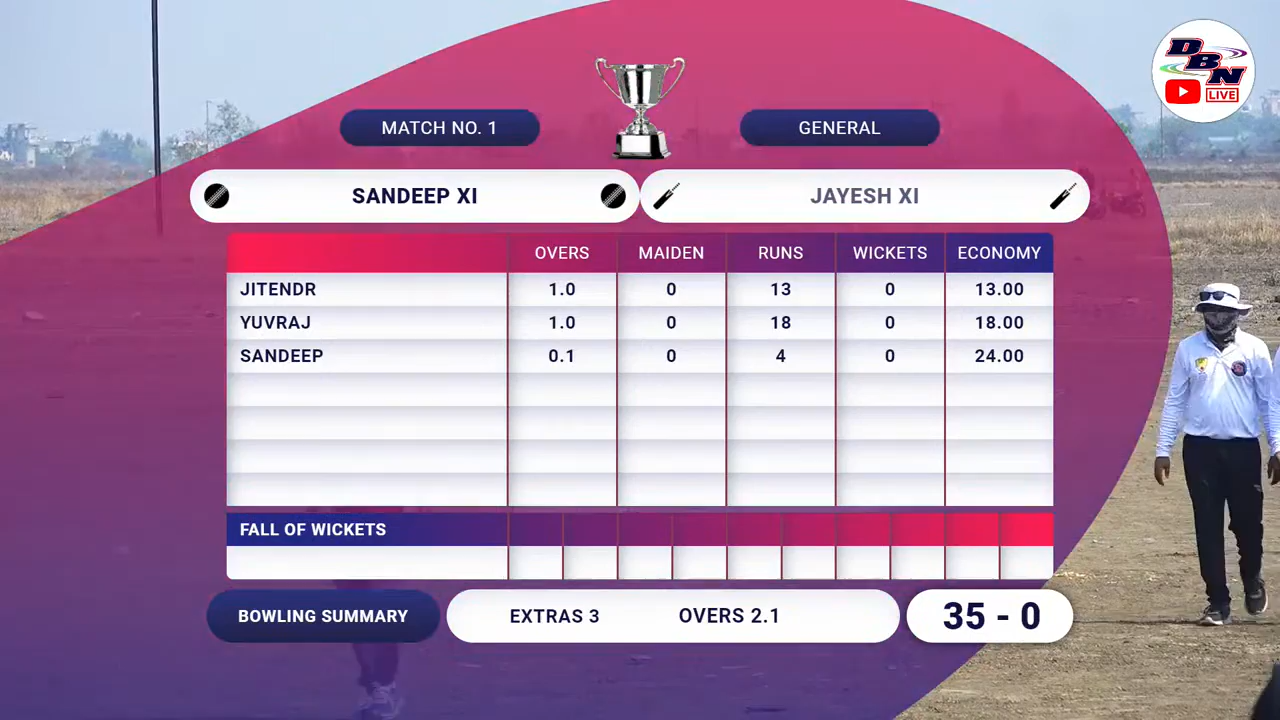 DBN
LIVE
MATCH NO. 1
GENERAL
SANDEEP XI
JAYESH XI
OVERS MAIDEN RUNS WICKETS ECONOMY
JITENDR 1.0 0 13 0 13.00
YUVRAJ 1.0 0 18 0 18.00
SANDEEP 0.1 0 4 0 24.00
FALL OF WICKETS
BOWLING SUMMARY EXTRAS 3 OVERS 2.1 35 - 0